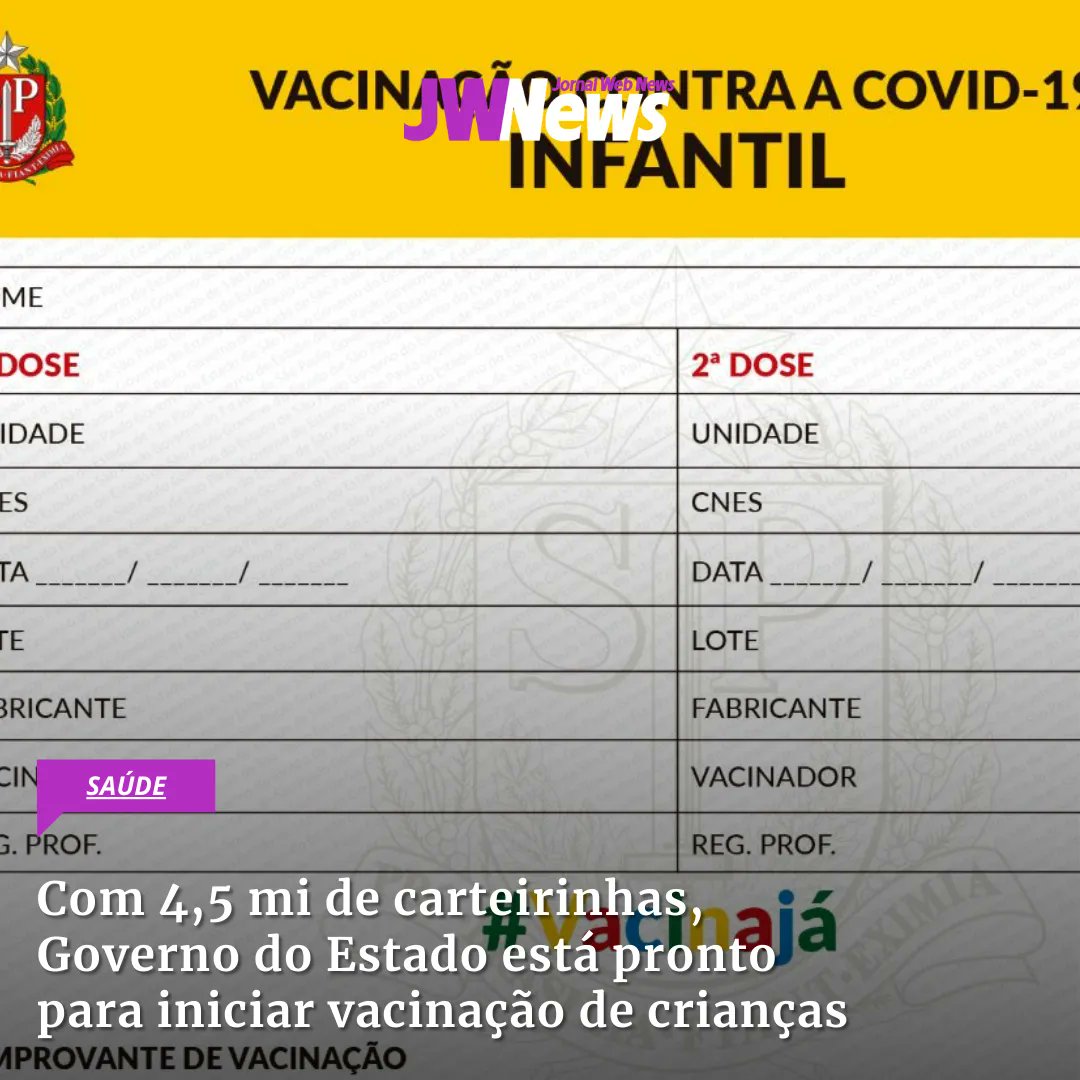 VACINAÇÃO CONTRA A COVID-19
Jornal Web News
JWNews
INFANTIL
ME
DOSE
2ª DOSE
IDADE
UNIDADE
ES
CNES
TA _______/ _______/ _______
DATA _______/ _______/ _______
TE
LOTE
BRICANTE
FABRICANTE
CIN
VACINADOR
SAÚDE
G. PROF.
REG. PROF.
#vacinajá
Com 4,5 mi de carteirinhas,
Governo do Estado está pronto
para iniciar vacinação de crianças
MPROVANTE DE VACINAÇÃO